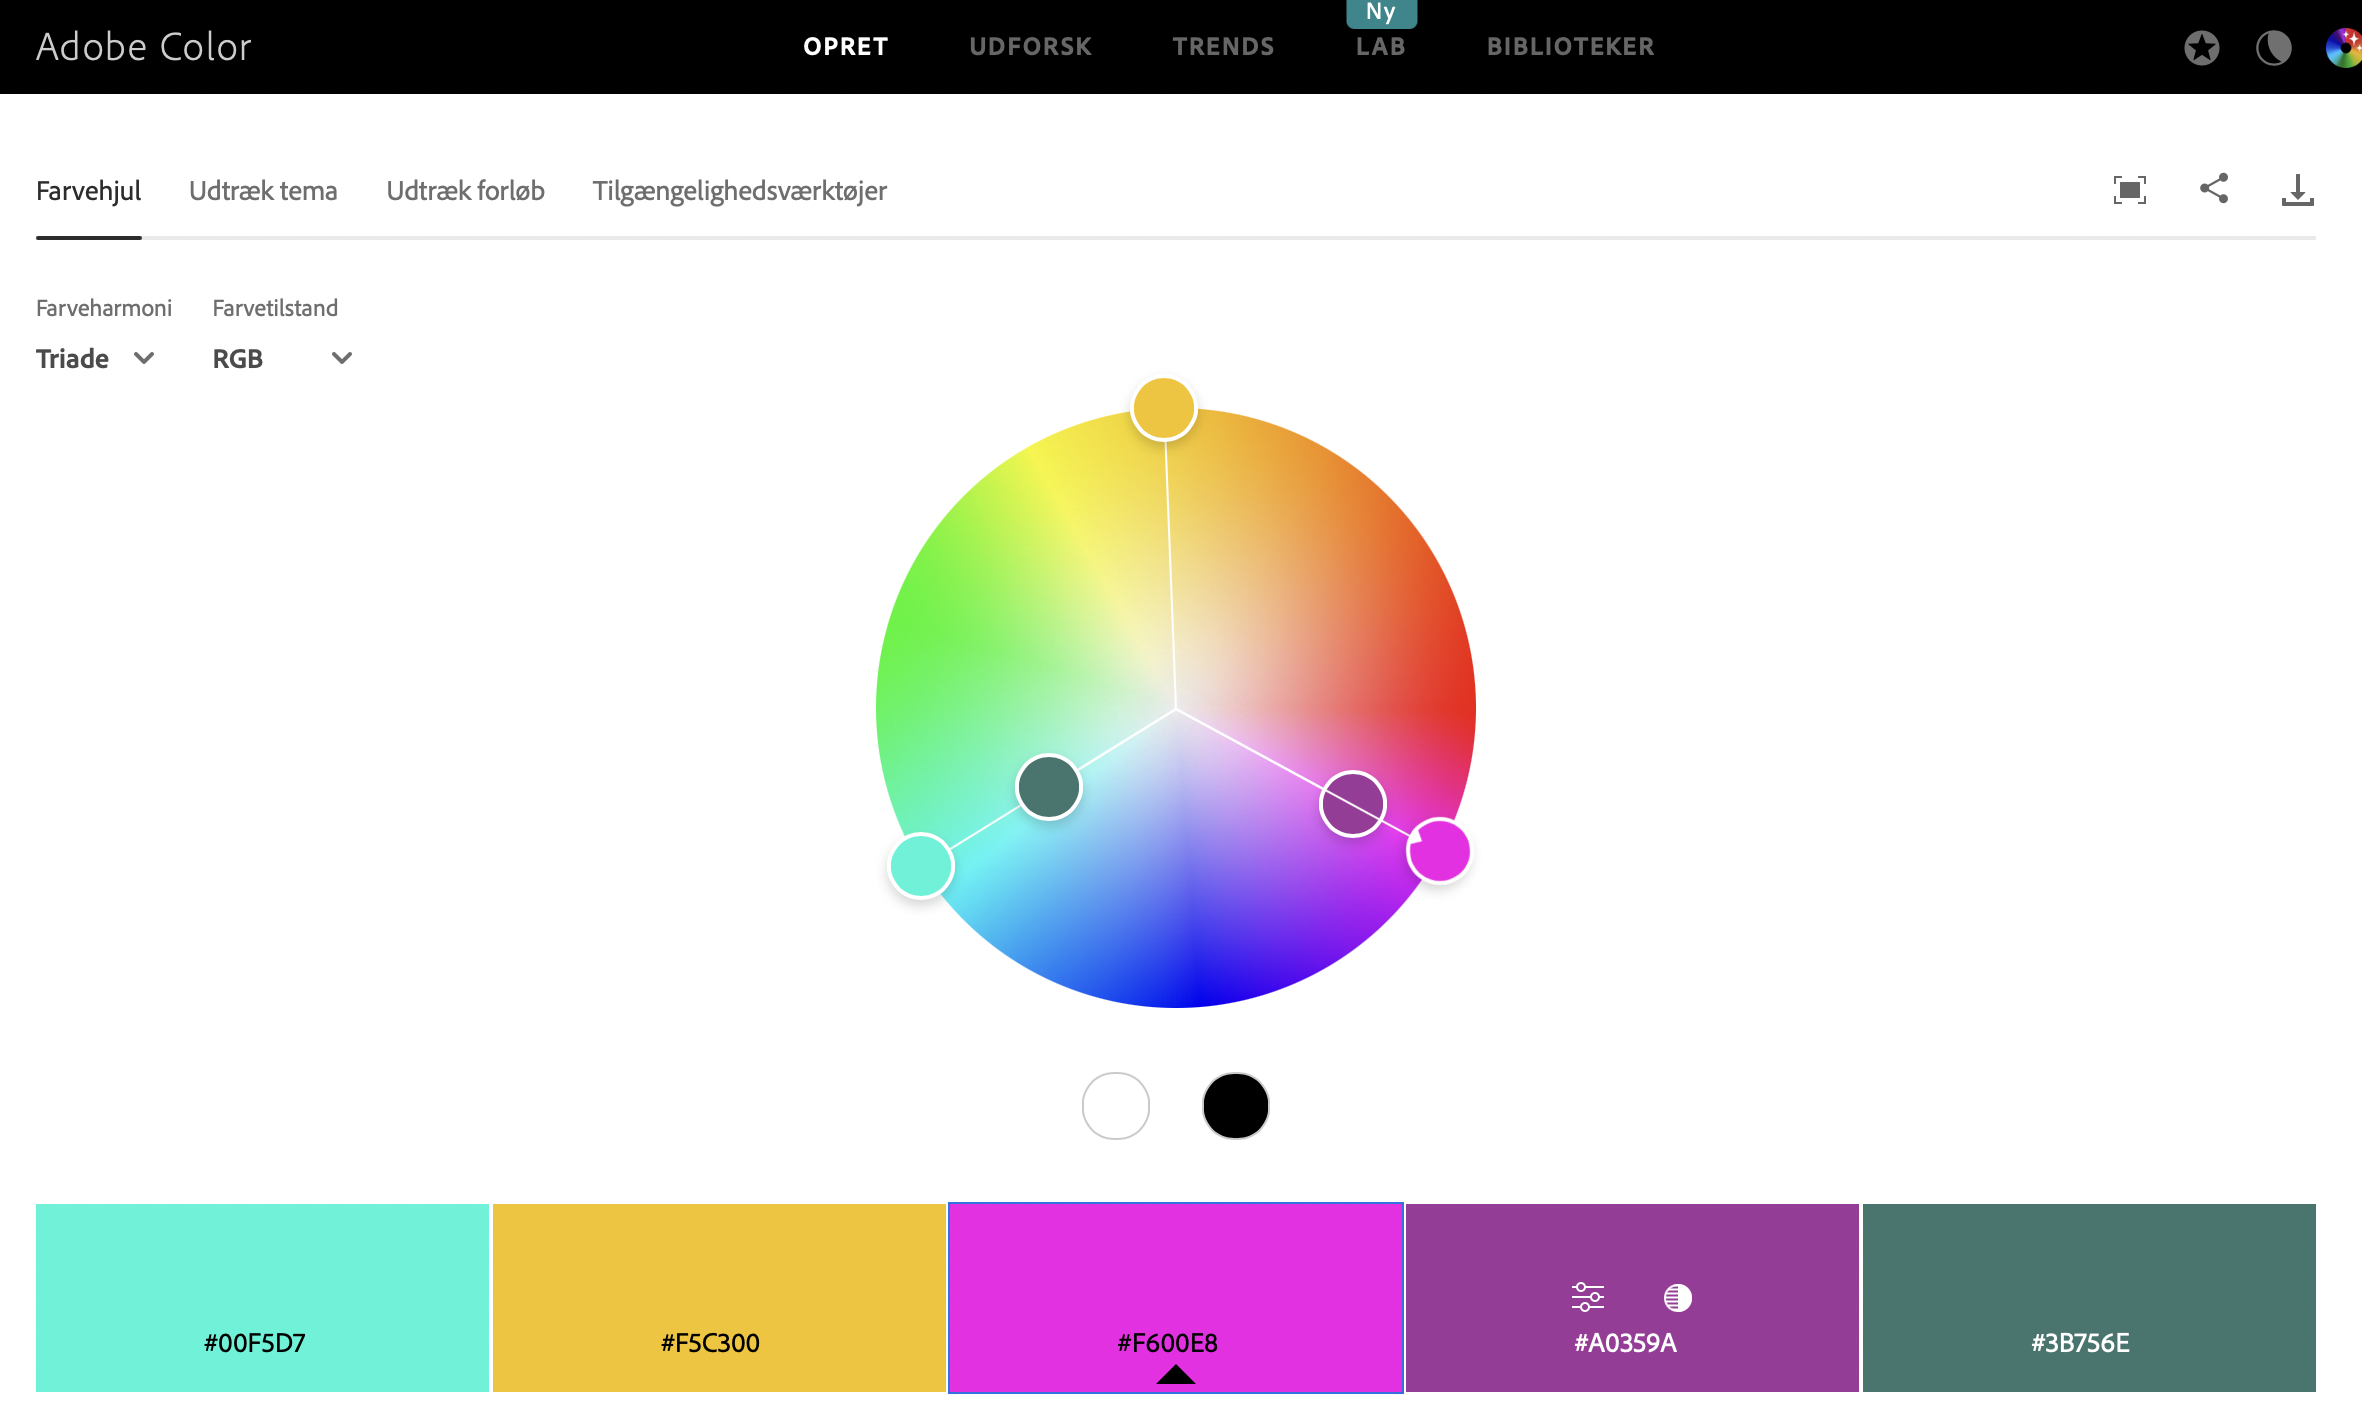 Adobe Color
OPRET
UDFORSK
TRENDS
Ny
LAB
BIBLIOTEKER
Farvehjul
Udtræk tema
Udtræk forløb
Tilgængelighedsværktøjer
Farveharmoni
Farvetilstand
Triade
RGB
#00F5D7
#F5C300
#F600E8
#A0359A
#3B756E